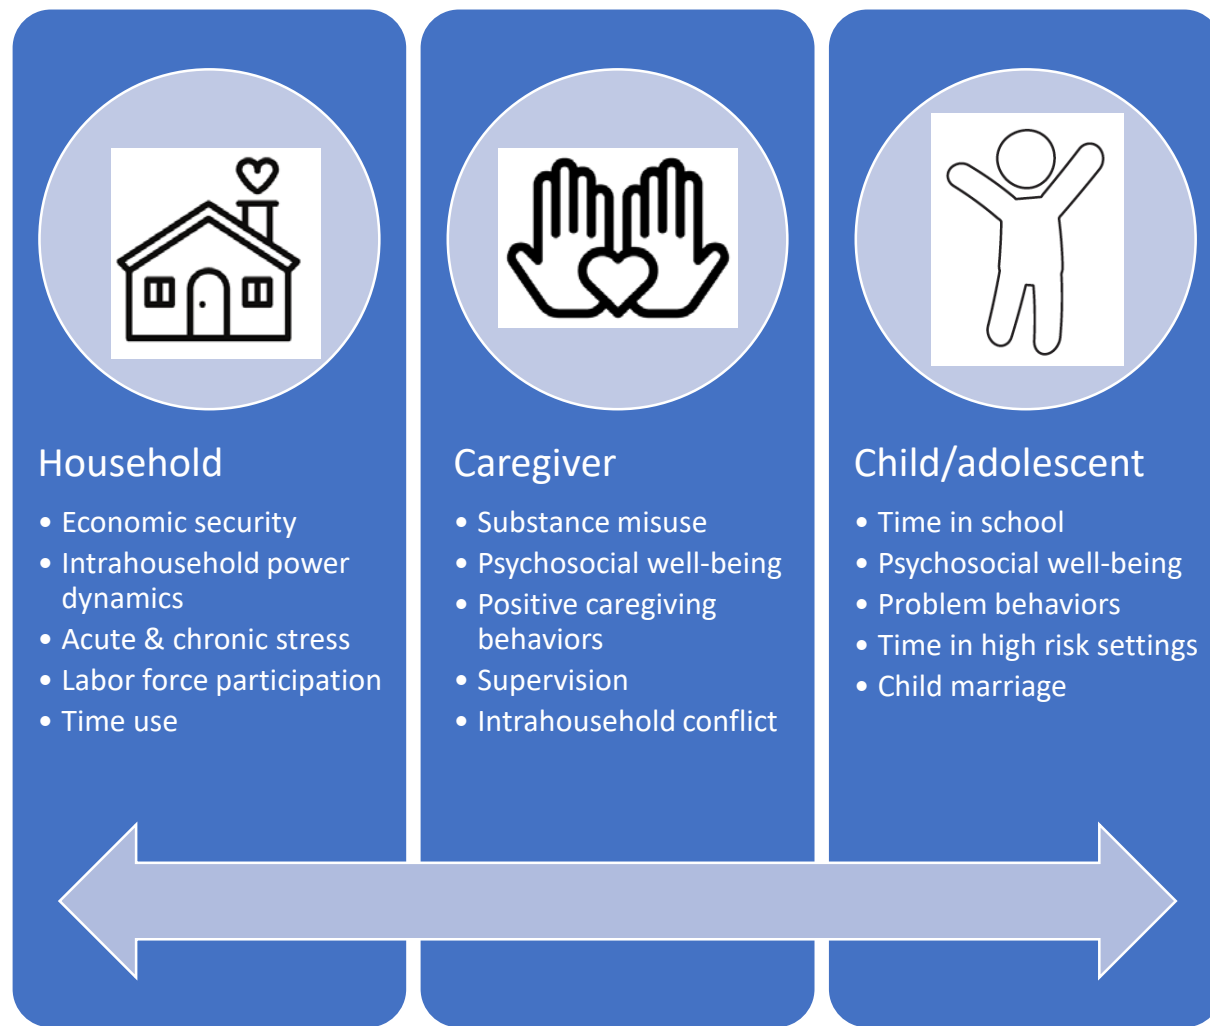 Household
• Economic security
• Intrahousehold power
dynamics
• Acute & chronic stress
• Labor force participation
• Time use
Caregiver
• Substance misuse
• Psychosocial well-being
• Positive caregiving
behaviors
• Supervision
• Intrahousehold conflict
Child/adolescent
• Time in school
• Psychosocial well-being
• Problem behaviors
• Time in high risk settings
• Child marriage